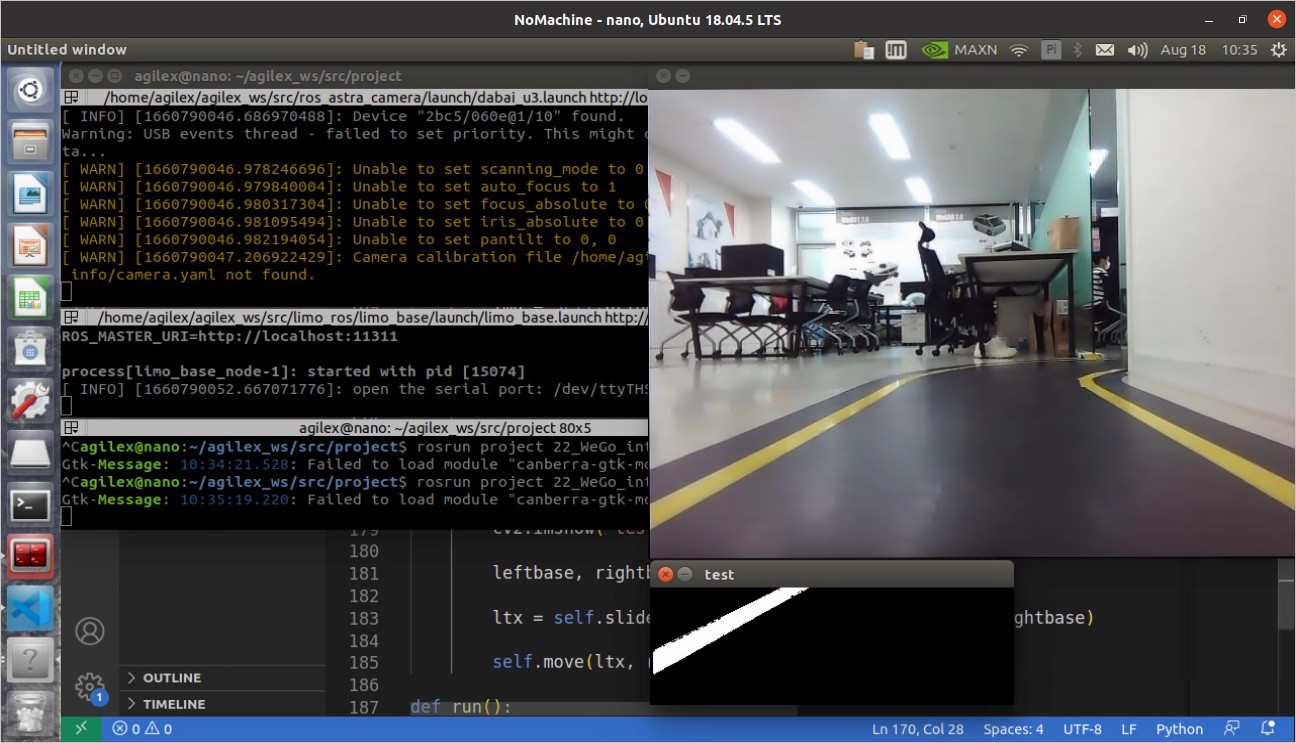 NoMachine - nano, Ubuntu 18.04.5 LTS
Untitled window
MAXN
Pi
Aug 18
10:35
agilex@nano: ~/agilex_ws/src/project
/home/agilex/agilex_ws/src/ros_astra_camera/launch/dabai_u3.launch http://lo
[ INFO] [1660790046.686970488]: Device "2bc5/060e@1/10" found.
Warning: USB events thread - failed to set priority. This might
ta...
[ WARN] [1660790046.978246696]: Unable to set scanning_mode to 0
[ WARN] [1660790046.979840004]: Unable to set auto_focus to 1
[ WARN] [1660790046.980317304]: Unable to set focus_absolute to 0
[ WARN] [1660790046.981095494]: Unable to set iris_absolute to 0
[ WARN] [1660790046.982194054]: Unable to set pantilt to 0, 0
[ WARN] [1660790047.206922429]: Camera calibration file /home/agi
_info/camera.yaml not found.
/home/agilex/agilex_ws/src/limo_ros/limo_base/launch/limo_base.launch http://
ROS_MASTER_URI=http://localhost:11311
process[limo_base_node-1]: started with pid [15074]
[ INFO] [1660790052.667071776]: open the serial port: /dev/ttyTHS
agilex@nano: ~/agilex_ws/src/project 80x5
^Cagilex@nano:~/agilex_ws/src/project$ rosrun project 22_WeGo_inf
Gtk-Message: 10:34:21.528: Failed to load module "canberra-gtk-mo
^Cagilex@nano:~/agilex_ws/src/project$ rosrun project 22_WeGo_inf
Gtk-Message: 10:35:19.220: Failed to load module "canberra-gtk-mo
179 cv2.imshow("tes
180
181 leftbase, rightb
182
183 ltx = self.slide ghtbase)
184
185 self.move(ltx,
186
187 def run():
test
OUTLINE
TIMELINE
1
0 0
Ln 170, Col 28
Spaces: 4
UTF-8
LF
Python